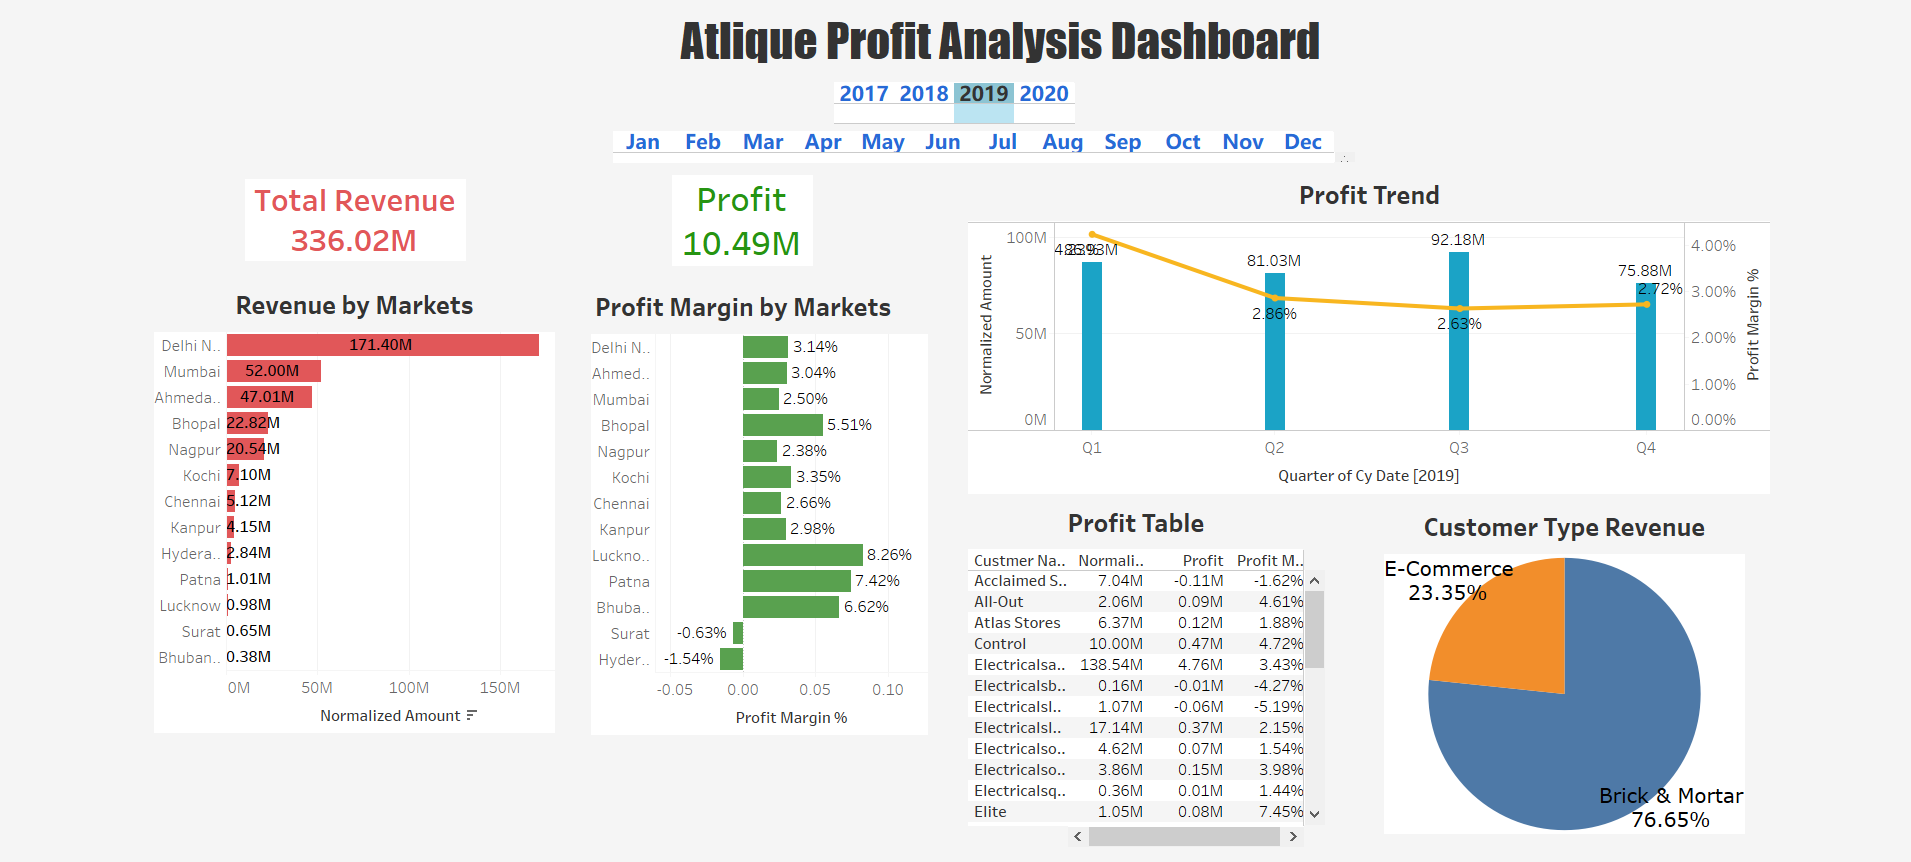 Atlique Profit Analysis Dashboard
2017 2018 2019 2020
Jan Feb Mar Apr May Jun Jul Aug Sep Oct Nov Dec
Total Revenue
336.02M
Profit
10.49M
Revenue by Markets
Delhi N.. 171.40M
Mumbai 52.00M
Ahmeda.. 47.01M
Bhopal 22.82M
Nagpur 20.54M
Kochi 7.10M
Chennai 5.12M
Kanpur 4.15M
Hydera.. 2.84M
Patna 1.01M
Lucknow 0.98M
Surat 0.65M
Bhuban.. 0.38M
0M 50M 100M 150M
Normalized Amount
Profit Margin by Markets
Delhi N.. 3.14%
Ahmed.. 3.04%
Mumbai 2.50%
Bhopal 5.51%
Nagpur 2.38%
Kochi 3.35%
Chennai 2.66%
Kanpur 2.98%
Luckno.. 8.26%
Patna 7.42%
Bhuba.. 6.62%
Surat -0.63%
Hyder.. -1.54%
-0.05 0.00 0.05 0.10
Profit Margin %
Profit Trend
Normalized Amount
100M
50M
0M
92.18M
81.03M
75.88M
2.86%
2.63%
2.72%
4.00%
3.00%
2.00%
1.00%
0.00%
Profit Margin %
Q1 Q2 Q3 Q4
Quarter of Cy Date [2019]
Profit Table
Custmer Na.. Normali.. Profit Profit M..
Acclaimed S.. 7.04M -0.11M -1.62%
All-Out 2.06M 0.09M 4.61%
Atlas Stores 6.37M 0.12M 1.88%
Control 10.00M 0.47M 4.72%
Electricalsa.. 138.54M 4.76M 3.43%
Electricalsb.. 0.16M -0.01M -4.27%
Electricalsl.. 1.07M -0.06M -5.19%
Electricalsl.. 17.14M 0.37M 2.15%
Electricalso.. 4.62M 0.07M 1.54%
Electricalso.. 3.86M 0.15M 3.98%
Electricalsq.. 0.36M 0.01M 1.44%
Elite 1.05M 0.08M 7.45%
Customer Type Revenue
E-Commerce
23.35%
Brick & Mortar
76.65%